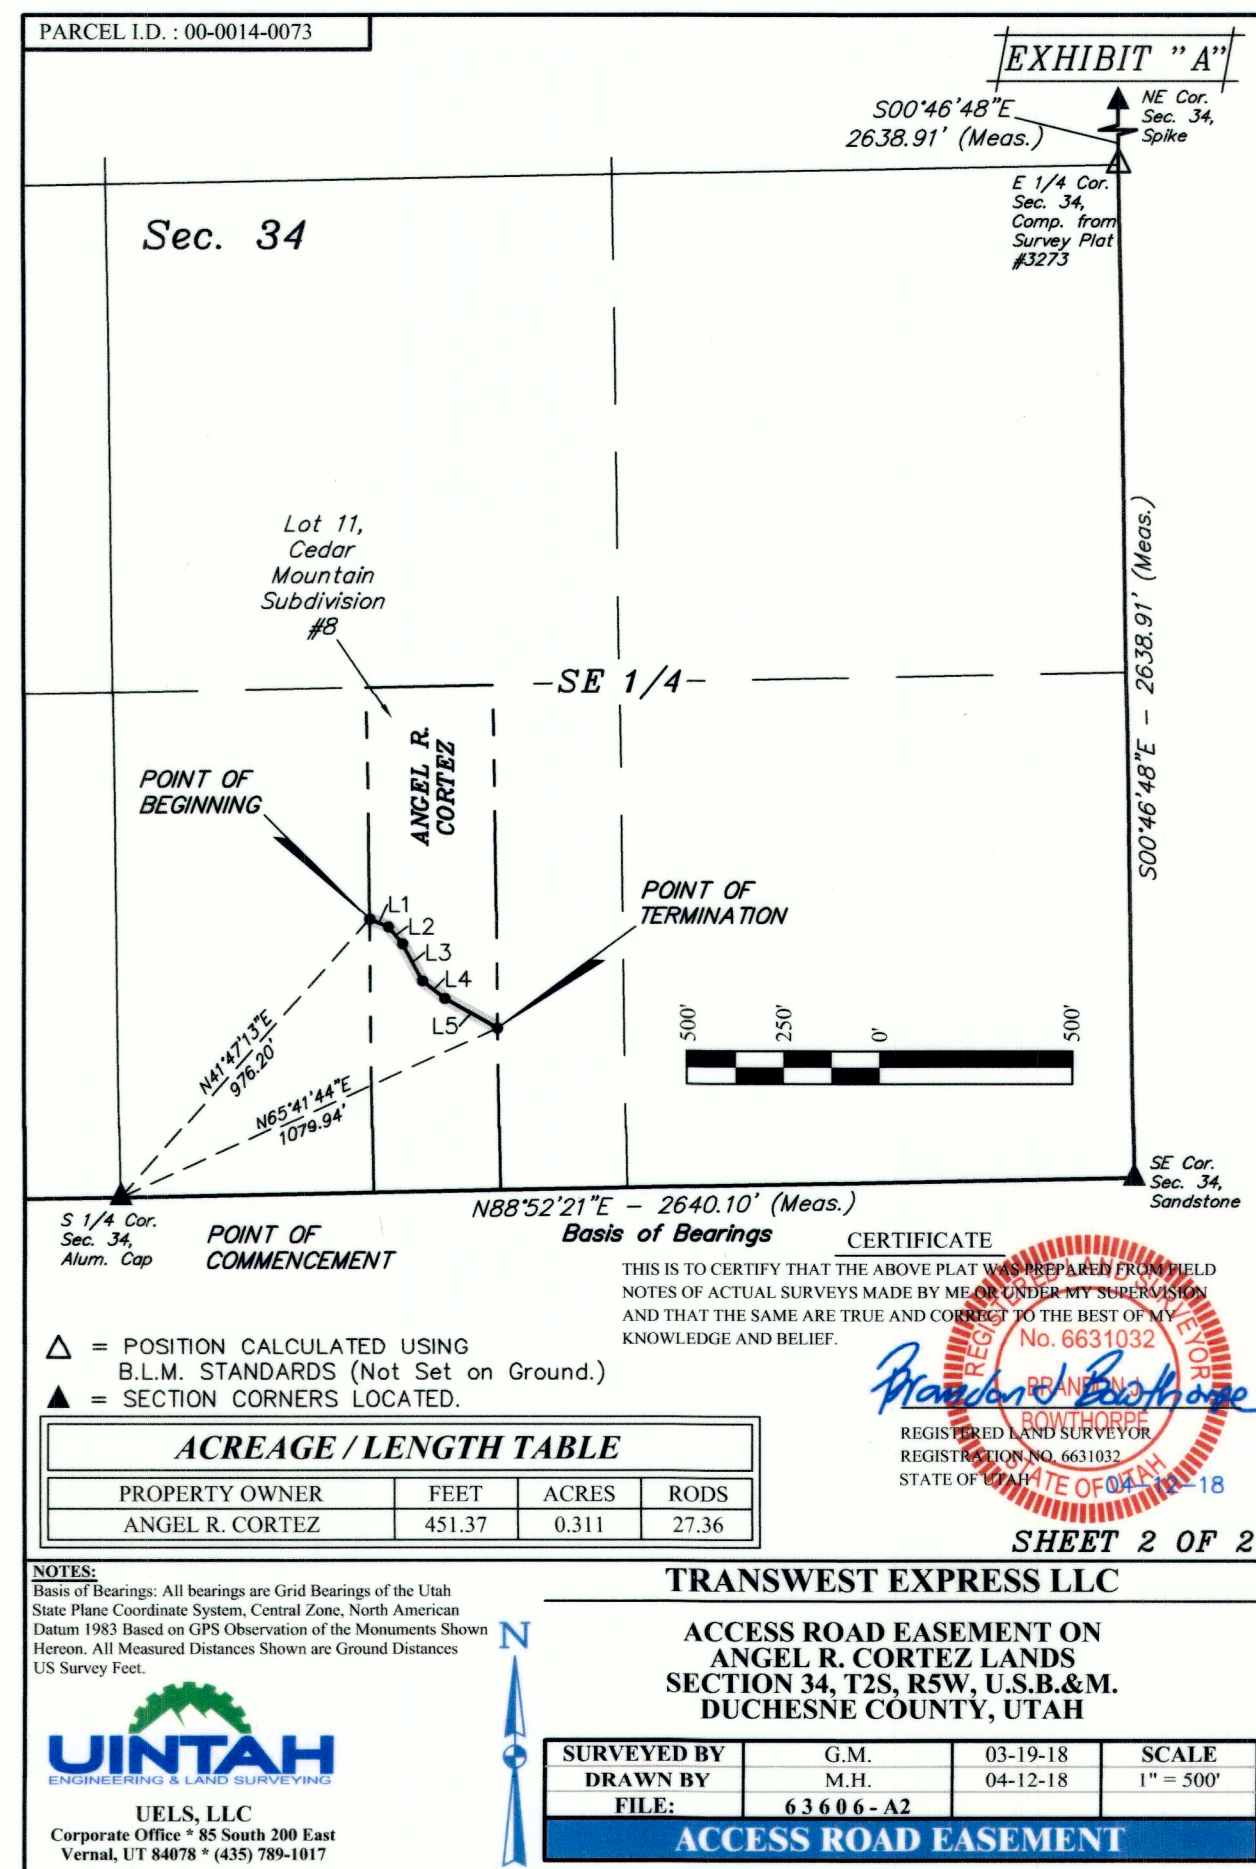 PARCEL I.D. : 00-0014-0073
EXHIBIT "A"
S00°46'48"E
2638.91' (Meas.)
NE Cor.
Sec. 34,
Spike
E 1/4 Cor.
Sec. 34,
Comp. from
Survey Plat
#3273
Sec. 34
Lot 11,
Cedar
Mountain
Subdivision
#8
-SE 1/4-
S00°46'48"E - 2638.91' (Meas.)
ANGEL R.
CORTEZ
POINT OF
BEGINNING
POINT OF
TERMINATION
L1
L2
L3
L4
L5
N41°47'13"E
976.20'
N65°41'44"E
1079.94'
500'
250'
0'
500'
SE Cor.
Sec. 34,
Sandstone
N88°52'21"E - 2640.10' (Meas.)
Basis of Bearings
S 1/4 Cor.
Sec. 34,
Alum. Cap
POINT OF
COMMENCEMENT
CERTIFICATE
THIS IS TO CERTIFY THAT THE ABOVE PLAT WAS PREPARED FROM FIELD
NOTES OF ACTUAL SURVEYS MADE BY ME OR UNDER MY SUPERVISION
AND THAT THE SAME ARE TRUE AND CORRECT TO THE BEST OF MY
KNOWLEDGE AND BELIEF.
REGISTERED LAND SURVEYOR
No. 6631032
BRANDON J.
BOWTHORPE
STATE OF UTAH
Brandon J Bowthorpe
REGISTERED LAND SURVEYOR
REGISTRATION NO. 6631032
STATE OF UTAH
04-12-18
△ = POSITION CALCULATED USING
B.L.M. STANDARDS (Not Set on Ground.)
▲ = SECTION CORNERS LOCATED.
ACREAGE / LENGTH TABLE
PROPERTY OWNER FEET ACRES RODS
ANGEL R. CORTEZ 451.37 0.311 27.36
SHEET 2 OF 2
NOTES:
Basis of Bearings: All bearings are Grid Bearings of the Utah
State Plane Coordinate System, Central Zone, North American
Datum 1983 Based on GPS Observation of the Monuments Shown
Hereon. All Measured Distances Shown are Ground Distances
US Survey Feet.
N
UINTAH
ENGINEERING & LAND SURVEYING
UELS, LLC
Corporate Office * 85 South 200 East
Vernal, UT 84078 * (435) 789-1017
TRANSWEST EXPRESS LLC
ACCESS ROAD EASEMENT ON
ANGEL R. CORTEZ LANDS
SECTION 34, T2S, R5W, U.S.B.&M.
DUCHESNE COUNTY, UTAH
SURVEYED BY G.M. 03-19-18 SCALE
DRAWN BY M.H. 04-12-18 1" = 500'
FILE: 63606-A2
ACCESS ROAD EASEMENT